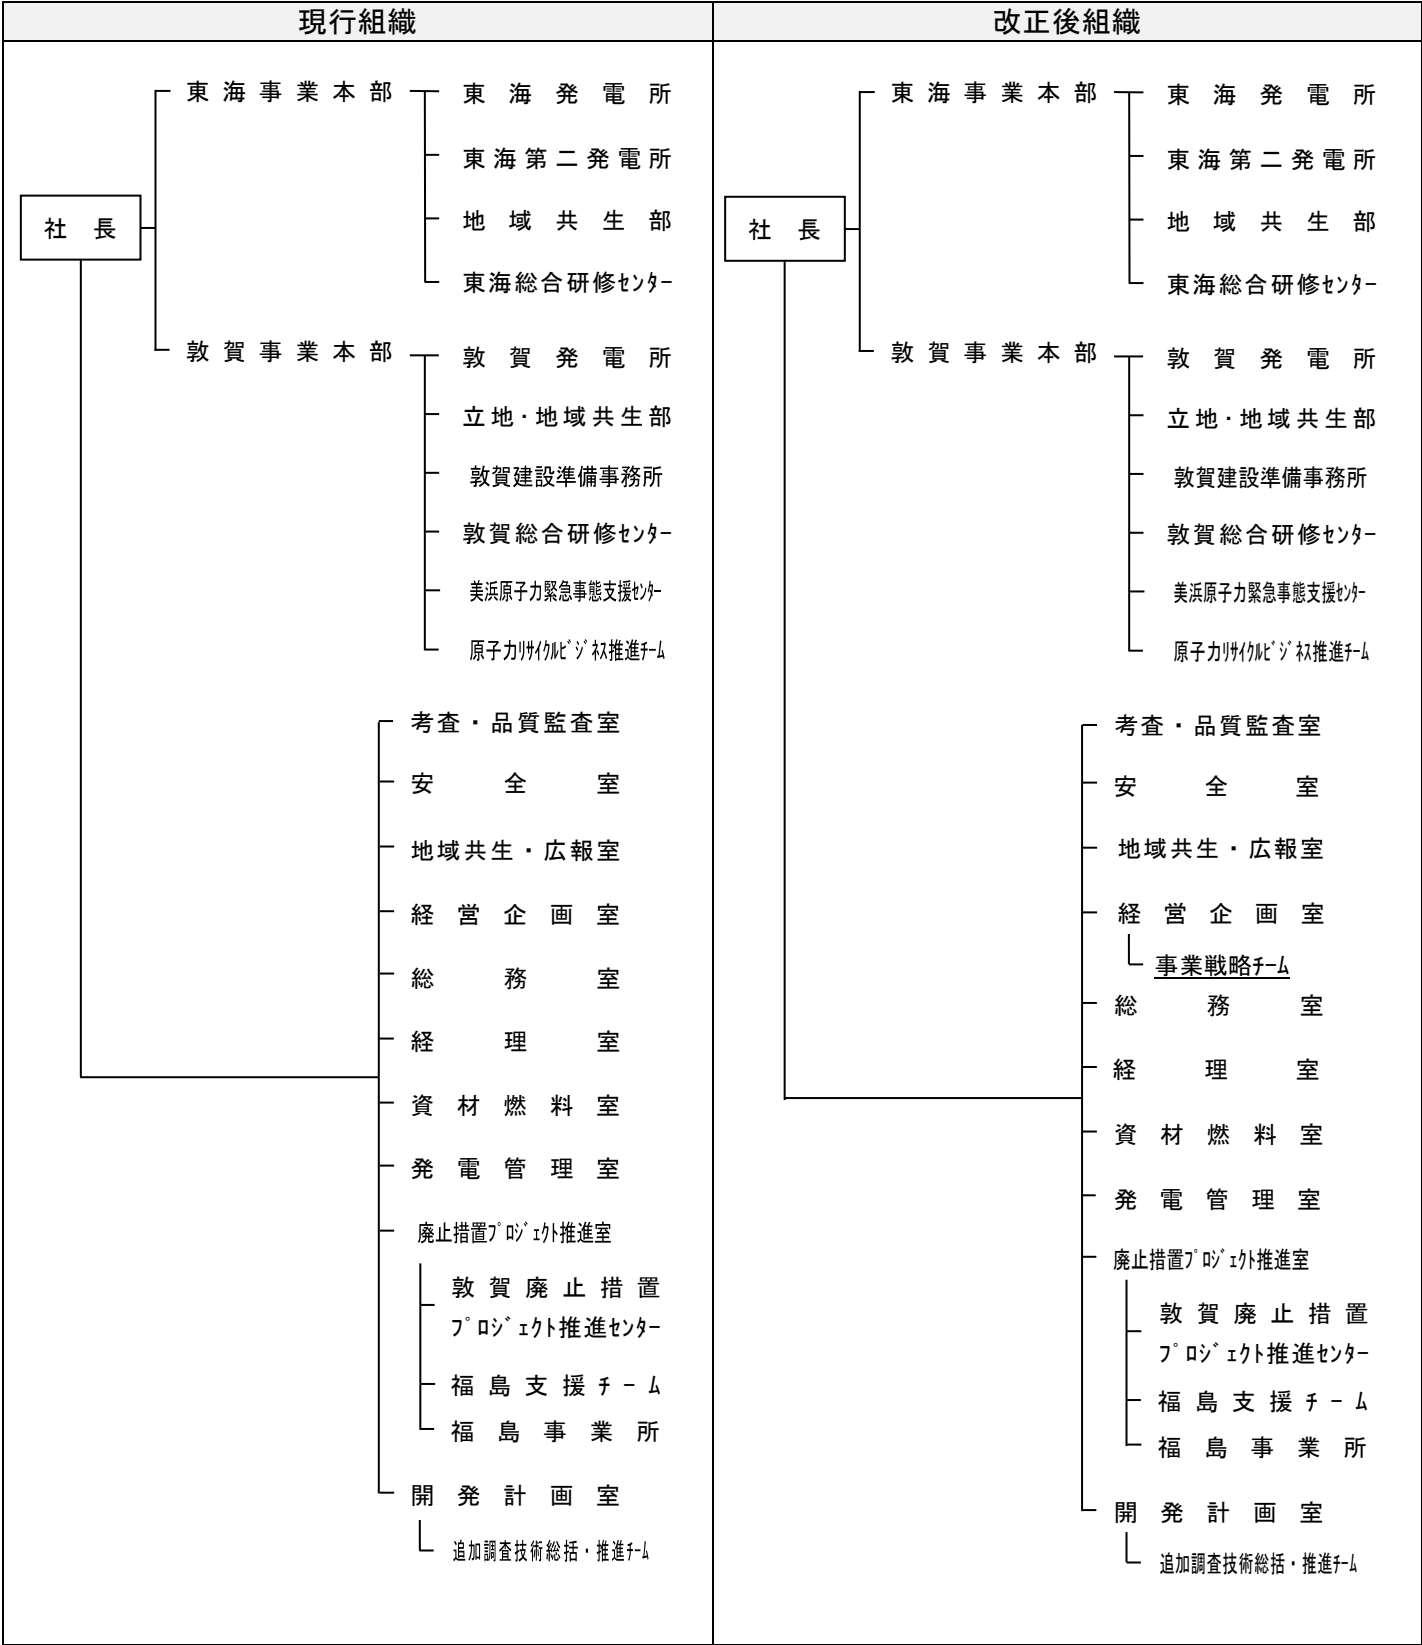 現行組織
社長
東海事業本部
東海発電所
東海第二発電所
地域共生部
東海総合研修ｾﾝﾀｰ
敦賀事業本部
敦賀発電所
立地･地域共生部
敦賀建設準備事務所
敦賀総合研修ｾﾝﾀｰ
美浜原子力緊急事態支援ｾﾝﾀｰ
原子力ﾘｻｲｸﾙﾋﾞｼﾞﾈｽ推進ﾁｰﾑ
考査・品質監査室
安全室
地域共生・広報室
経営企画室
総務室
経理室
資材燃料室
発電管理室
廃止措置ﾌﾟﾛｼﾞｪｸﾄ推進室
敦賀廃止措置
ﾌﾟﾛｼﾞｪｸﾄ推進ｾﾝﾀｰ
福島支援ﾁｰﾑ
福島事業所
開発計画室
追加調査技術総括・推進ﾁｰﾑ
改正後組織
社長
東海事業本部
東海発電所
東海第二発電所
地域共生部
東海総合研修ｾﾝﾀｰ
敦賀事業本部
敦賀発電所
立地･地域共生部
敦賀建設準備事務所
敦賀総合研修ｾﾝﾀｰ
美浜原子力緊急事態支援ｾﾝﾀｰ
原子力ﾘｻｲｸﾙﾋﾞｼﾞﾈｽ推進ﾁｰﾑ
考査・品質監査室
安全室
地域共生・広報室
経営企画室
事業戦略ﾁｰﾑ
総務室
経理室
資材燃料室
発電管理室
廃止措置ﾌﾟﾛｼﾞｪｸﾄ推進室
敦賀廃止措置
ﾌﾟﾛｼﾞｪｸﾄ推進ｾﾝﾀｰ
福島支援ﾁｰﾑ
福島事業所
開発計画室
追加調査技術総括・推進ﾁｰﾑ